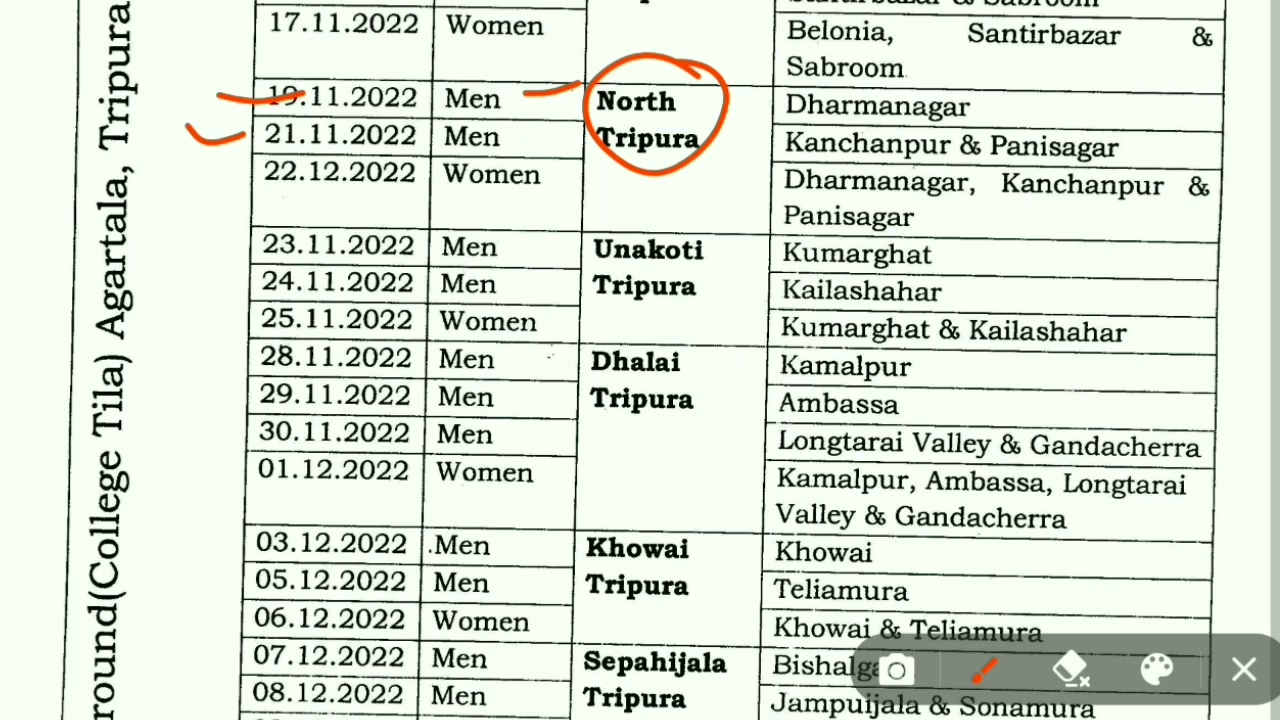 round(College Tila) Agartala, Tripura
17.11.2022 Women Belonia, Santirbazar &
Sabroom
19.11.2022 Men North Dharmanagar
21.11.2022 Men Tripura Kanchanpur & Panisagar
22.12.2022 Women Dharmanagar, Kanchanpur &
Panisagar
23.11.2022 Men Unakoti Kumarghat
24.11.2022 Men Tripura Kailashahar
25.11.2022 Women Kumarghat & Kailashahar
28.11.2022 Men Dhalai Kamalpur
29.11.2022 Men Tripura Ambassa
30.11.2022 Men Longtarai Valley & Gandacherra
01.12.2022 Women Kamalpur, Ambassa, Longtarai
Valley & Gandacherra
03.12.2022 Men Khowai Khowai
05.12.2022 Men Tripura Teliamura
06.12.2022 Women Khowai & Teliamura
07.12.2022 Men Sepahijala Bishalga
08.12.2022 Men Tripura Jampuijala & Sonamura